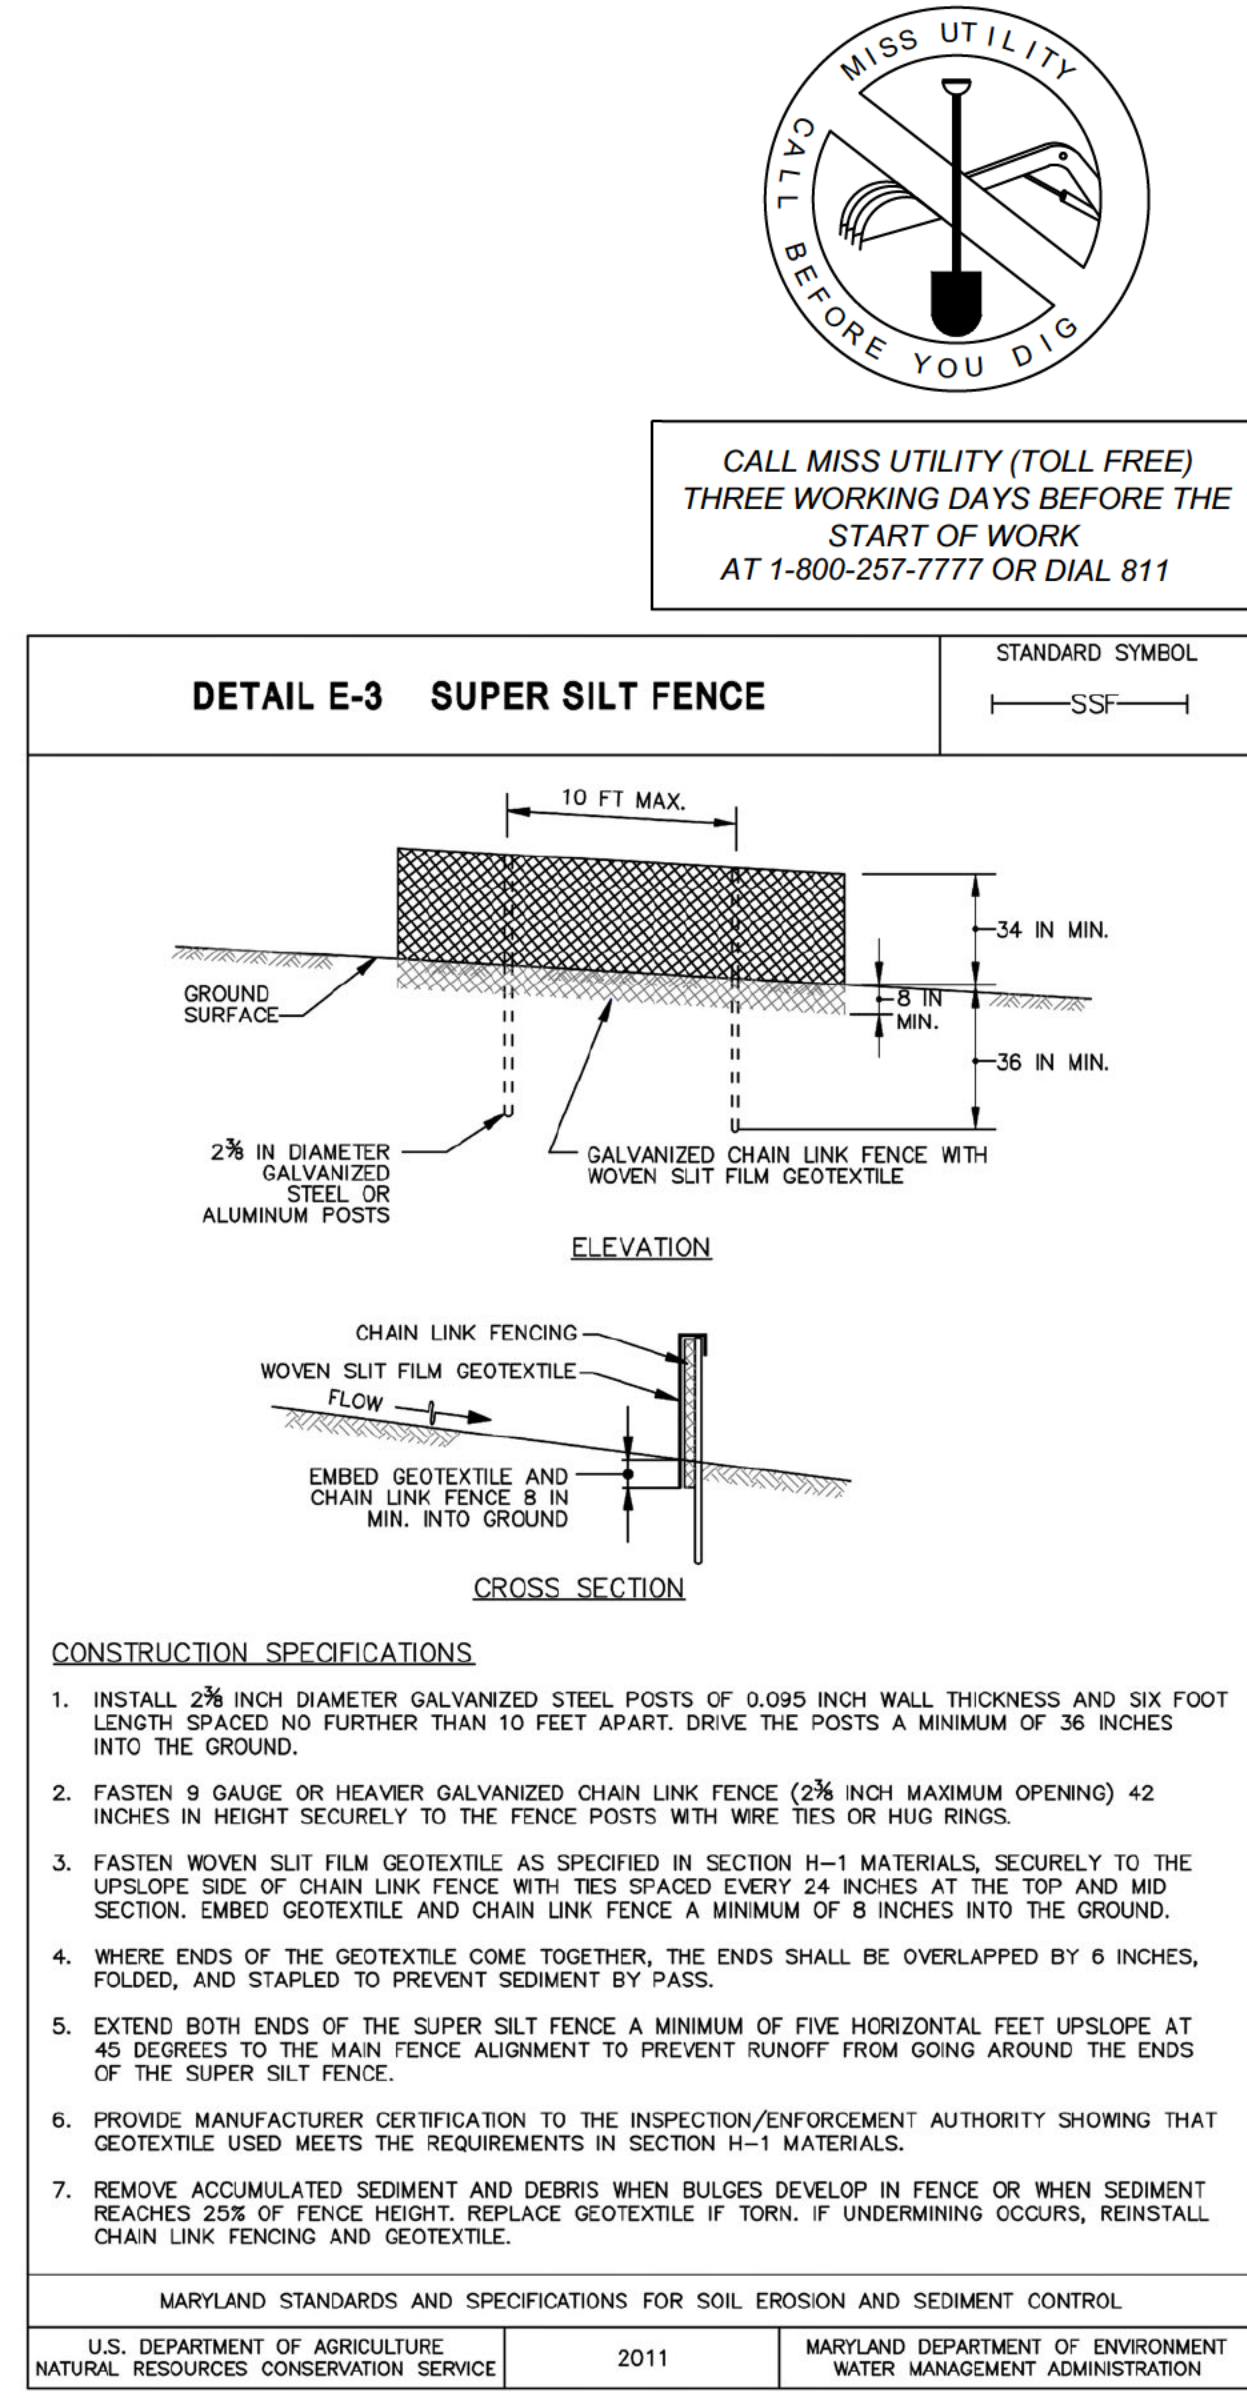 MISS UTILITY
CALL BEFORE YOU DIG
CALL MISS UTILITY (TOLL FREE)
THREE WORKING DAYS BEFORE THE
START OF WORK
AT 1-800-257-7777 OR DIAL 811
DETAIL E-3 SUPER SILT FENCE
STANDARD SYMBOL
SSF
10 FT MAX.
34 IN MIN.
GROUND
SURFACE
8 IN
MIN.
36 IN MIN.
2⅜ IN DIAMETER
GALVANIZED
STEEL OR
ALUMINUM POSTS
GALVANIZED CHAIN LINK FENCE WITH
WOVEN SLIT FILM GEOTEXTILE
ELEVATION
CHAIN LINK FENCING
WOVEN SLIT FILM GEOTEXTILE
FLOW
EMBED GEOTEXTILE AND
CHAIN LINK FENCE 8 IN
MIN. INTO GROUND
CROSS SECTION
CONSTRUCTION SPECIFICATIONS
1. INSTALL 2⅜ INCH DIAMETER GALVANIZED STEEL POSTS OF 0.095 INCH WALL THICKNESS AND SIX FOOT
LENGTH SPACED NO FURTHER THAN 10 FEET APART. DRIVE THE POSTS A MINIMUM OF 36 INCHES
INTO THE GROUND.
2. FASTEN 9 GAUGE OR HEAVIER GALVANIZED CHAIN LINK FENCE (2⅜ INCH MAXIMUM OPENING) 42
INCHES IN HEIGHT SECURELY TO THE FENCE POSTS WITH WIRE TIES OR HUG RINGS.
3. FASTEN WOVEN SLIT FILM GEOTEXTILE AS SPECIFIED IN SECTION H-1 MATERIALS, SECURELY TO THE
UPSLOPE SIDE OF CHAIN LINK FENCE WITH TIES SPACED EVERY 24 INCHES AT THE TOP AND MID
SECTION. EMBED GEOTEXTILE AND CHAIN LINK FENCE A MINIMUM OF 8 INCHES INTO THE GROUND.
4. WHERE ENDS OF THE GEOTEXTILE COME TOGETHER, THE ENDS SHALL BE OVERLAPPED BY 6 INCHES,
FOLDED, AND STAPLED TO PREVENT SEDIMENT BY PASS.
5. EXTEND BOTH ENDS OF THE SUPER SILT FENCE A MINIMUM OF FIVE HORIZONTAL FEET UPSLOPE AT
45 DEGREES TO THE MAIN FENCE ALIGNMENT TO PREVENT RUNOFF FROM GOING AROUND THE ENDS
OF THE SUPER SILT FENCE.
6. PROVIDE MANUFACTURER CERTIFICATION TO THE INSPECTION/ENFORCEMENT AUTHORITY SHOWING THAT
GEOTEXTILE USED MEETS THE REQUIREMENTS IN SECTION H-1 MATERIALS.
7. REMOVE ACCUMULATED SEDIMENT AND DEBRIS WHEN BULGES DEVELOP IN FENCE OR WHEN SEDIMENT
REACHES 25% OF FENCE HEIGHT. REPLACE GEOTEXTILE IF TORN. IF UNDERMINING OCCURS, REINSTALL
CHAIN LINK FENCING AND GEOTEXTILE.
MARYLAND STANDARDS AND SPECIFICATIONS FOR SOIL EROSION AND SEDIMENT CONTROL
U.S. DEPARTMENT OF AGRICULTURE
NATURAL RESOURCES CONSERVATION SERVICE
2011
MARYLAND DEPARTMENT OF ENVIRONMENT
WATER MANAGEMENT ADMINISTRATION